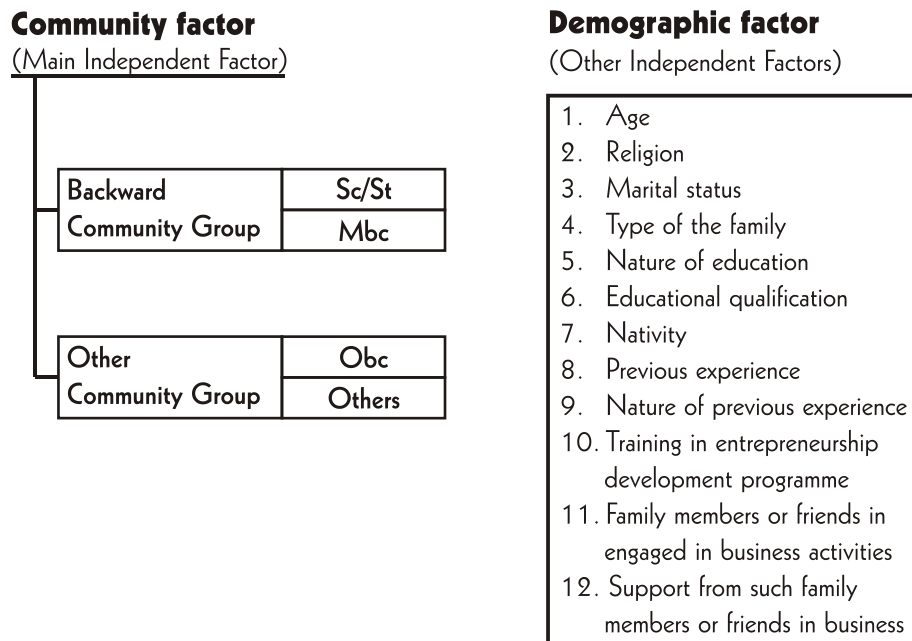 Community factor
(Main Independent Factor)
Backward
Community Group
Sc/St
Mbc
Other
Community Group
Obc
Others
Demographic factor
(Other Independent Factors)
1. Age
2. Religion
3. Marital status
4. Type of the family
5. Nature of education
6. Educational qualification
7. Nativity
8. Previous experience
9. Nature of previous experience
10. Training in entrepreneurship
development programme
11. Family members or friends in
engaged in business activities
12. Support from such family
members or friends in business